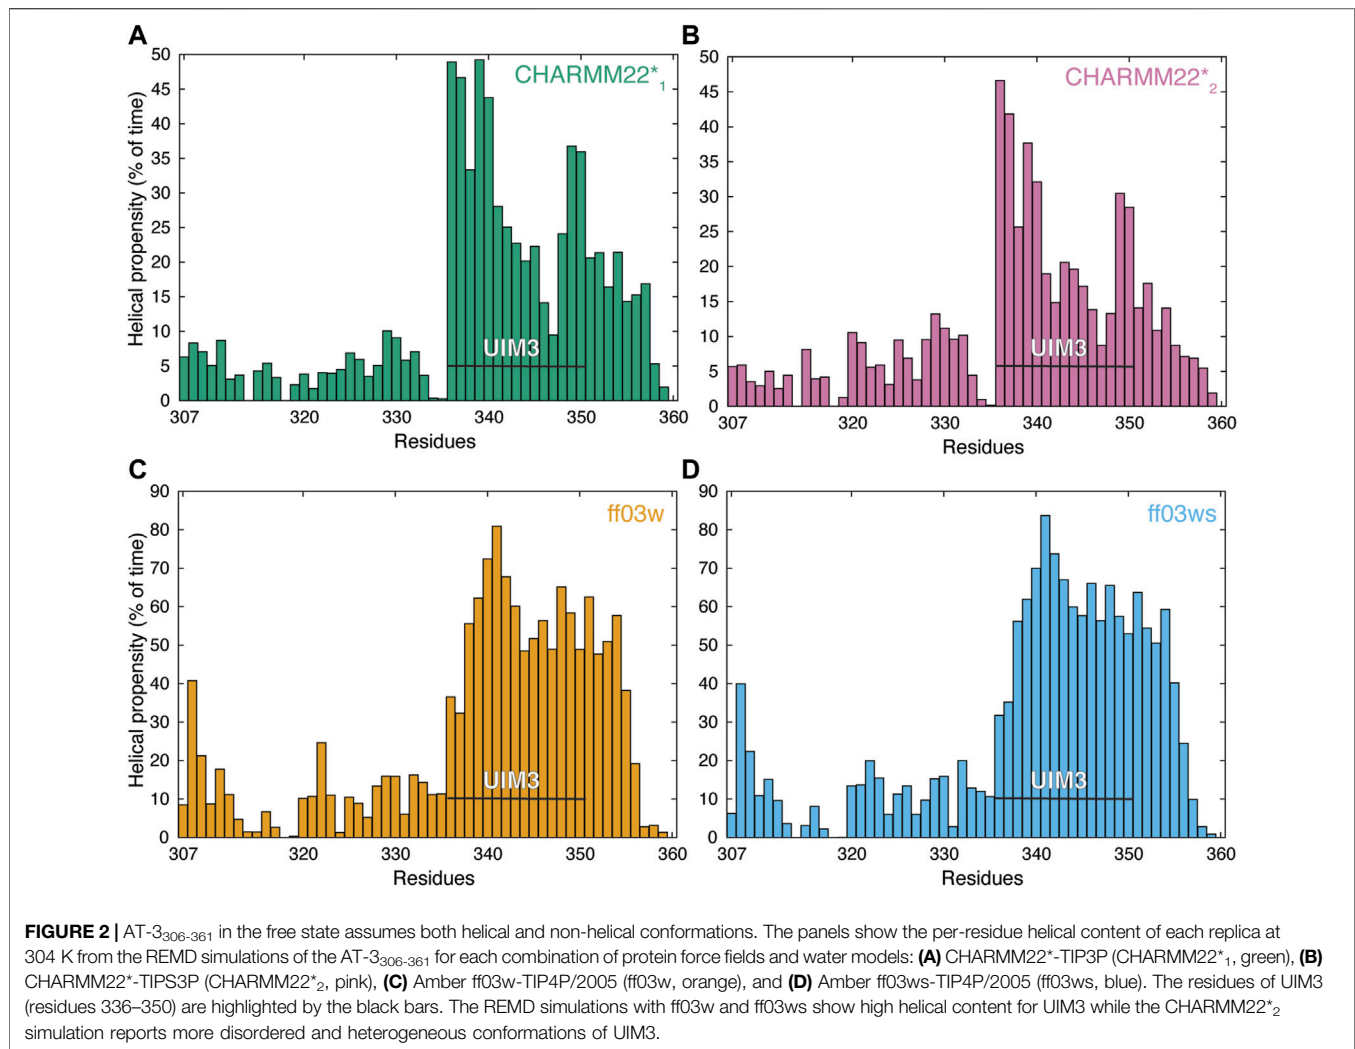 A
CHARMM22*1
Helical propensity (% of time)
50
45
40
35
30
25
20
15
10
5
0
UIM3
307 320 330 340 350 360
Residues
B
CHARMM22*2
50
45
40
35
30
25
20
15
10
5
0
UIM3
307 320 330 340 350 360
Residues
C
ff03w
Helical propensity (% of time)
90
80
70
60
50
40
30
20
10
0
UIM3
307 320 330 340 350 360
Residues
D
ff03ws
90
80
70
60
50
40
30
20
10
0
UIM3
307 320 330 340 350 360
Residues
FIGURE 2 | AT-3306-361 in the free state assumes both helical and non-helical conformations. The panels show the per-residue helical content of each replica at
304 K from the REMD simulations of the AT-3306-361 for each combination of protein force fields and water models: (A) CHARMM22*-TIP3P (CHARMM22*1, green), (B)
CHARMM22*-TIPS3P (CHARMM22*2, pink), (C) Amber ff03w-TIP4P/2005 (ff03w, orange), and (D) Amber ff03ws-TIP4P/2005 (ff03ws, blue). The residues of UIM3
(residues 336–350) are highlighted by the black bars. The REMD simulations with ff03w and ff03ws show high helical content for UIM3 while the CHARMM22*2
simulation reports more disordered and heterogeneous conformations of UIM3.